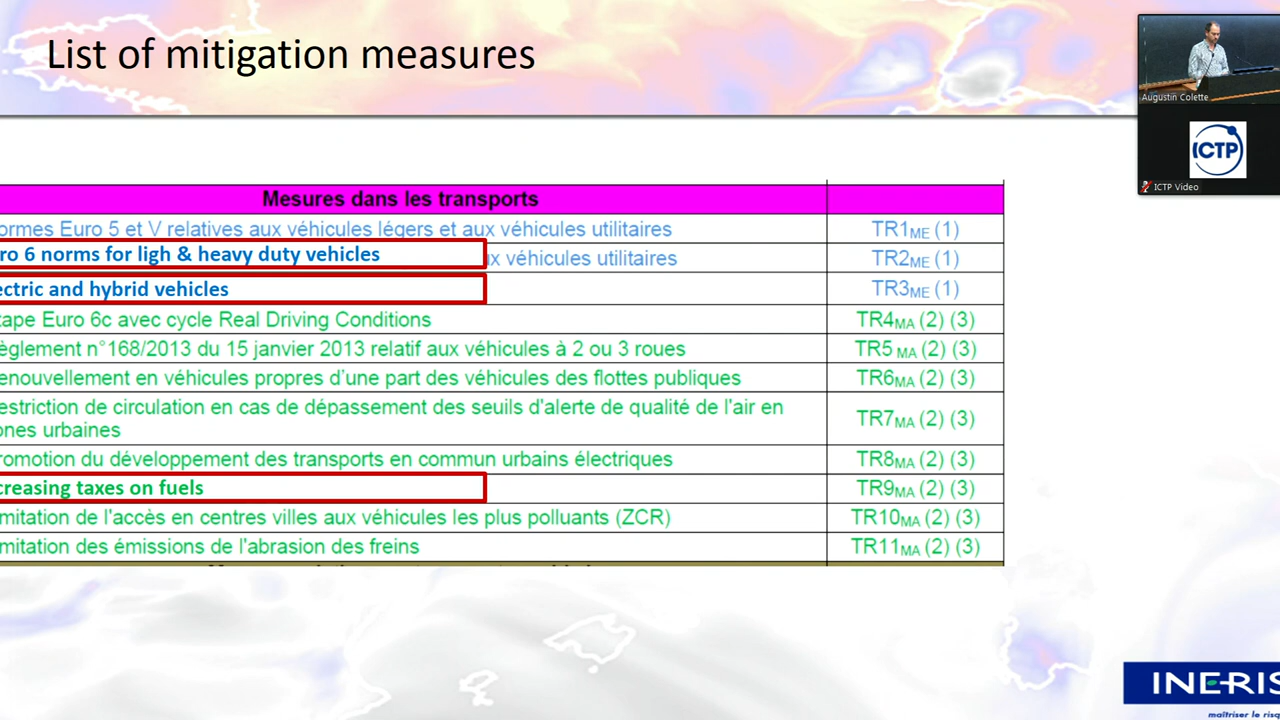 List of mitigation measures
Augustin Colette
ICTP
ICTP Video
Mesures dans les transports
ormes Euro 5 et V relatives aux véhicules légers et aux véhicules utilitaires TR1ME (1)
ro 6 norms for ligh & heavy duty vehicles ux véhicules utilitaires TR2ME (1)
ectric and hybrid vehicles TR3ME (1)
tape Euro 6c avec cycle Real Driving Conditions TR4MA (2) (3)
èglement n°168/2013 du 15 janvier 2013 relatif aux véhicules à 2 ou 3 roues TR5 MA (2) (3)
enouvellement en véhicules propres d'une part des véhicules des flottes publiques TR6MA (2) (3)
estriction de circulation en cas de dépassement des seuils d'alerte de qualité de l'air en
ones urbaines TR7MA (2) (3)
romotion du développement des transports en commun urbains électriques TR8MA (2) (3)
creasing taxes on fuels TR9MA (2) (3)
mitation de l'accès en centres villes aux véhicules les plus polluants (ZCR) TR10MA (2) (3)
mitation des émissions de l'abrasion des freins TR11MA (2) (3)
INERIS
maîtriser le risq